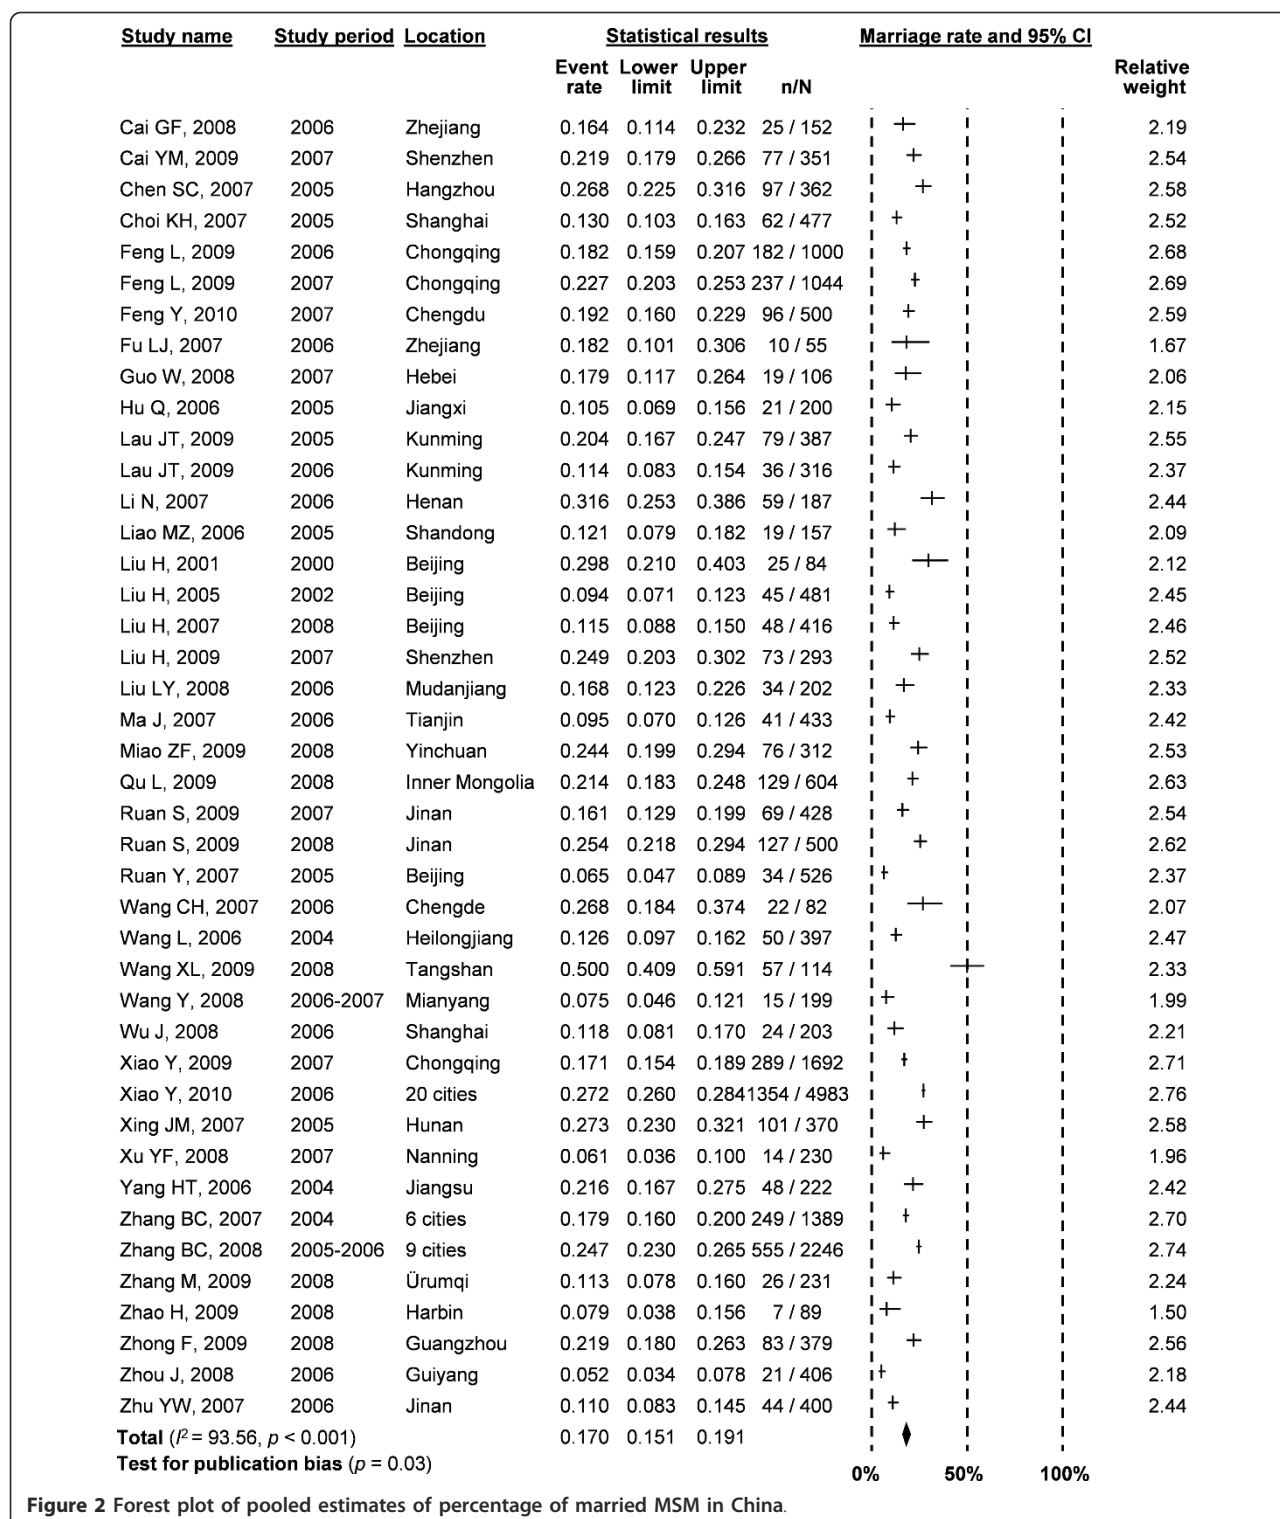 Study name Study period Location Statistical results Marriage rate and 95% CI
Event Lower Upper Relative
rate limit limit n/N weight
Cai GF, 2008 2006 Zhejiang 0.164 0.114 0.232 25 / 152 2.19
Cai YM, 2009 2007 Shenzhen 0.219 0.179 0.266 77 / 351 2.54
Chen SC, 2007 2005 Hangzhou 0.268 0.225 0.316 97 / 362 2.58
Choi KH, 2007 2005 Shanghai 0.130 0.103 0.163 62 / 477 2.52
Feng L, 2009 2006 Chongqing 0.182 0.159 0.207 182 / 1000 2.68
Feng L, 2009 2007 Chongqing 0.227 0.203 0.253 237 / 1044 2.69
Feng Y, 2010 2007 Chengdu 0.192 0.160 0.229 96 / 500 2.59
Fu LJ, 2007 2006 Zhejiang 0.182 0.101 0.306 10 / 55 1.67
Guo W, 2008 2007 Hebei 0.179 0.117 0.264 19 / 106 2.06
Hu Q, 2006 2005 Jiangxi 0.105 0.069 0.156 21 / 200 2.15
Lau JT, 2009 2005 Kunming 0.204 0.167 0.247 79 / 387 2.55
Lau JT, 2009 2006 Kunming 0.114 0.083 0.154 36 / 316 2.37
Li N, 2007 2006 Henan 0.316 0.253 0.386 59 / 187 2.44
Liao MZ, 2006 2005 Shandong 0.121 0.079 0.182 19 / 157 2.09
Liu H, 2001 2000 Beijing 0.298 0.210 0.403 25 / 84 2.12
Liu H, 2005 2002 Beijing 0.094 0.071 0.123 45 / 481 2.45
Liu H, 2007 2008 Beijing 0.115 0.088 0.150 48 / 416 2.46
Liu H, 2009 2007 Shenzhen 0.249 0.203 0.302 73 / 293 2.52
Liu LY, 2008 2006 Mudanjiang 0.168 0.123 0.226 34 / 202 2.33
Ma J, 2007 2006 Tianjin 0.095 0.070 0.126 41 / 433 2.42
Miao ZF, 2009 2008 Yinchuan 0.244 0.199 0.294 76 / 312 2.53
Qu L, 2009 2008 Inner Mongolia 0.214 0.183 0.248 129 / 604 2.63
Ruan S, 2009 2007 Jinan 0.161 0.129 0.199 69 / 428 2.54
Ruan S, 2009 2008 Jinan 0.254 0.218 0.294 127 / 500 2.62
Ruan Y, 2007 2005 Beijing 0.065 0.047 0.089 34 / 526 2.37
Wang CH, 2007 2006 Chengde 0.268 0.184 0.374 22 / 82 2.07
Wang L, 2006 2004 Heilongjiang 0.126 0.097 0.162 50 / 397 2.47
Wang XL, 2009 2008 Tangshan 0.500 0.409 0.591 57 / 114 2.33
Wang Y, 2008 2006-2007 Mianyang 0.075 0.046 0.121 15 / 199 1.99
Wu J, 2008 2006 Shanghai 0.118 0.081 0.170 24 / 203 2.21
Xiao Y, 2009 2007 Chongqing 0.171 0.154 0.189 289 / 1692 2.71
Xiao Y, 2010 2006 20 cities 0.272 0.260 0.284 1354 / 4983 2.76
Xing JM, 2007 2005 Hunan 0.273 0.230 0.321 101 / 370 2.58
Xu YF, 2008 2007 Nanning 0.061 0.036 0.100 14 / 230 1.96
Yang HT, 2006 2004 Jiangsu 0.216 0.167 0.275 48 / 222 2.42
Zhang BC, 2007 2004 6 cities 0.179 0.160 0.200 249 / 1389 2.70
Zhang BC, 2008 2005-2006 9 cities 0.247 0.230 0.265 555 / 2246 2.74
Zhang M, 2009 2008 Ürumqi 0.113 0.078 0.160 26 / 231 2.24
Zhao H, 2009 2008 Harbin 0.079 0.038 0.156 7 / 89 1.50
Zhong F, 2009 2008 Guangzhou 0.219 0.180 0.263 83 / 379 2.56
Zhou J, 2008 2006 Guiyang 0.052 0.034 0.078 21 / 406 2.18
Zhu YW, 2007 2006 Jinan 0.110 0.083 0.145 44 / 400 2.44
Total (I² = 93.56, p < 0.001) 0.170 0.151 0.191
Test for publication bias (p = 0.03)
0% 50% 100%
Figure 2 Forest plot of pooled estimates of percentage of married MSM in China.